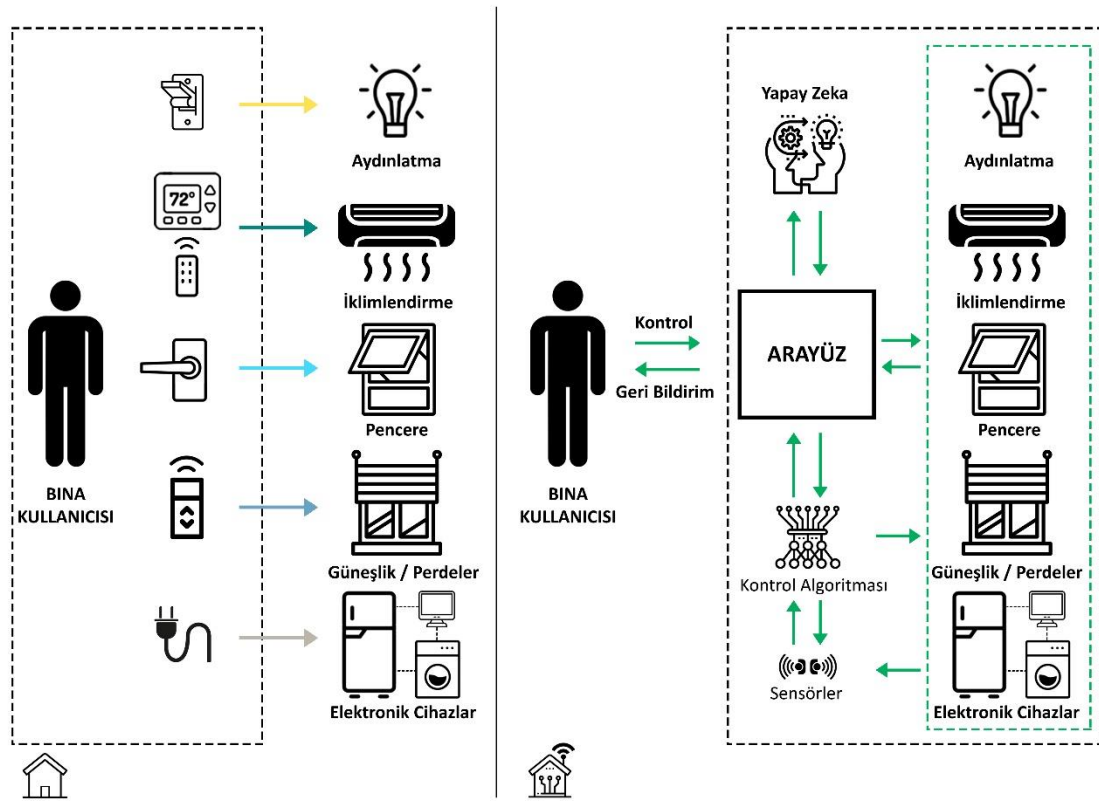 Aydınlatma
72°
İklimlendirme
Pencere
BINA
KULLANICISI
Güneşlik / Perdeler
Elektronik Cihazlar
Yapay Zeka
Aydınlatma
İklimlendirme
Kontrol
ARAYÜZ
Geri Bildirim
Pencere
BINA
KULLANICISI
Kontrol Algoritması
Güneşlik / Perdeler
Sensörler
Elektronik Cihazlar